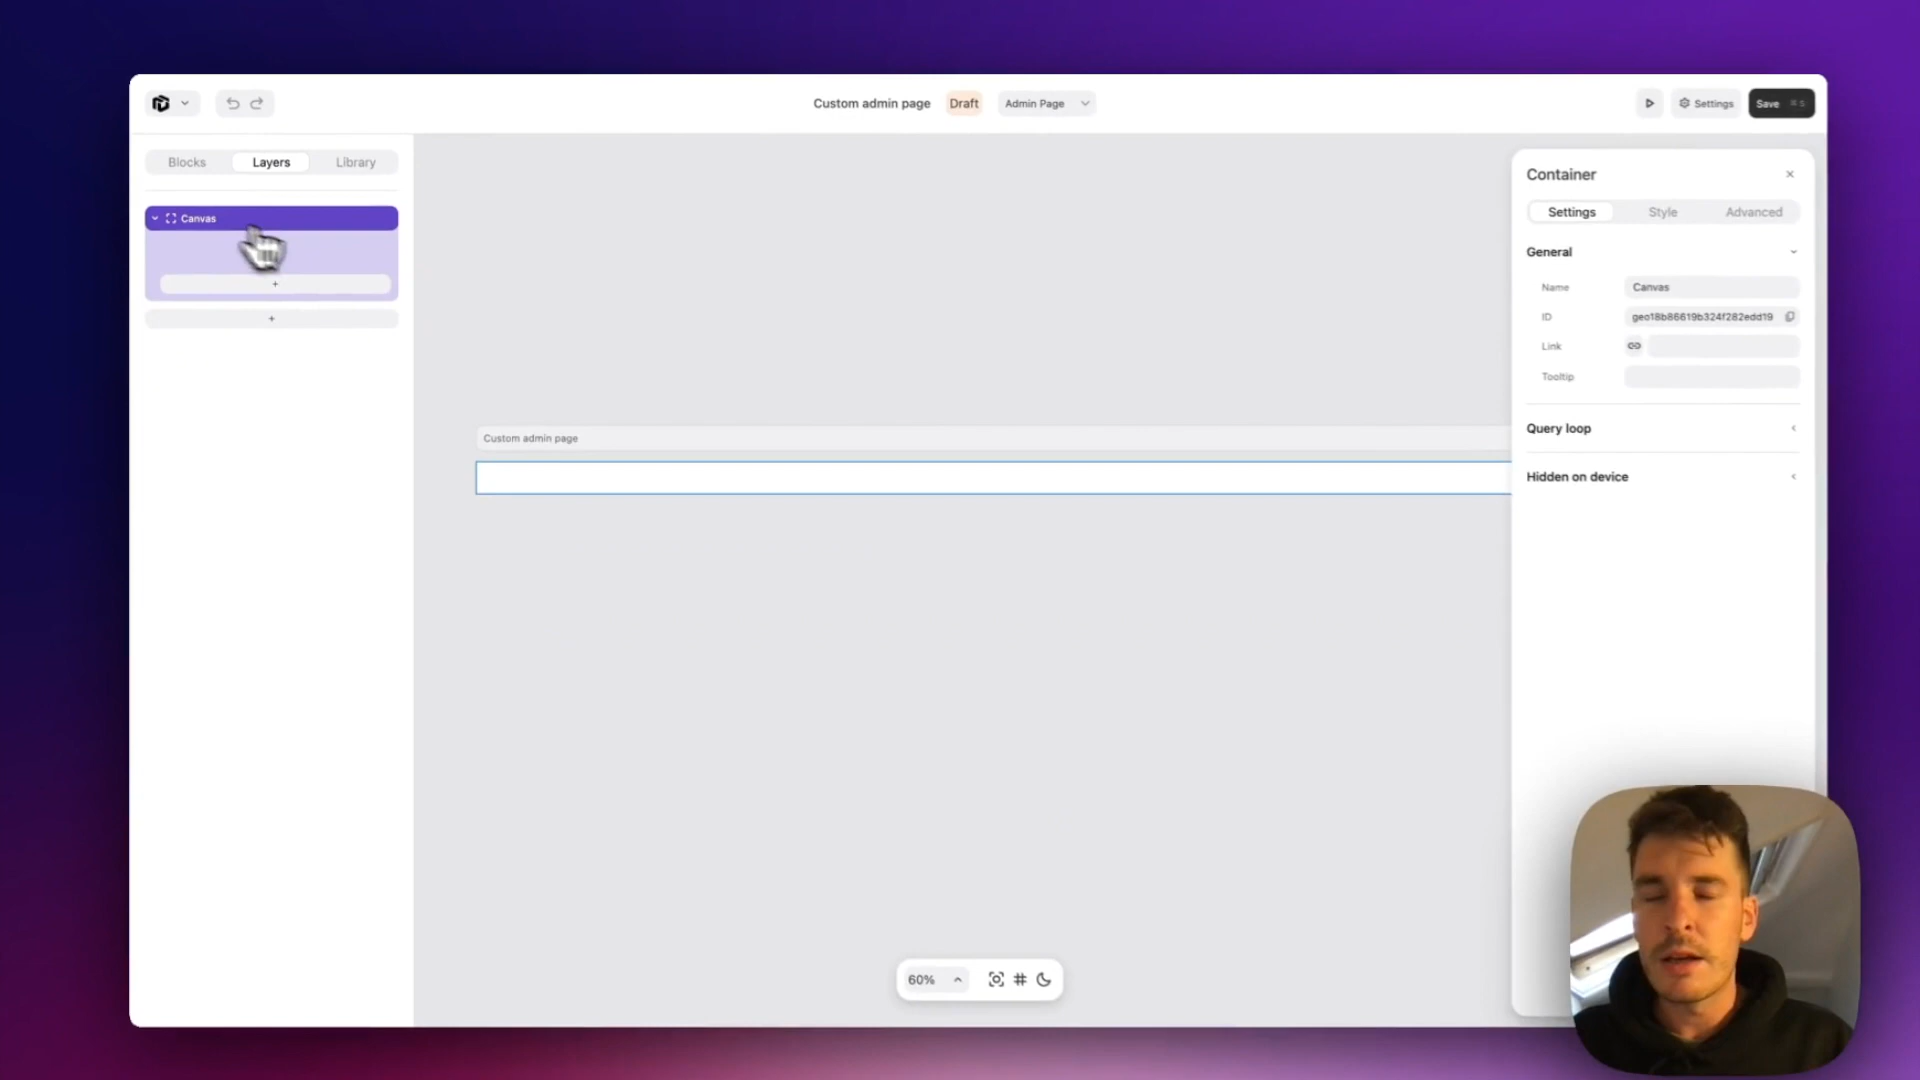 Custom admin page
Draft
Admin Page
Settings
Save ⌘ S
Blocks
Layers
Library
Canvas
+
+
Custom admin page
Container
Settings
Style
Advanced
General
Name
Canvas
ID
geo18b86619b324f282edd19
Link
Tooltip
Query loop
Hidden on device
60%